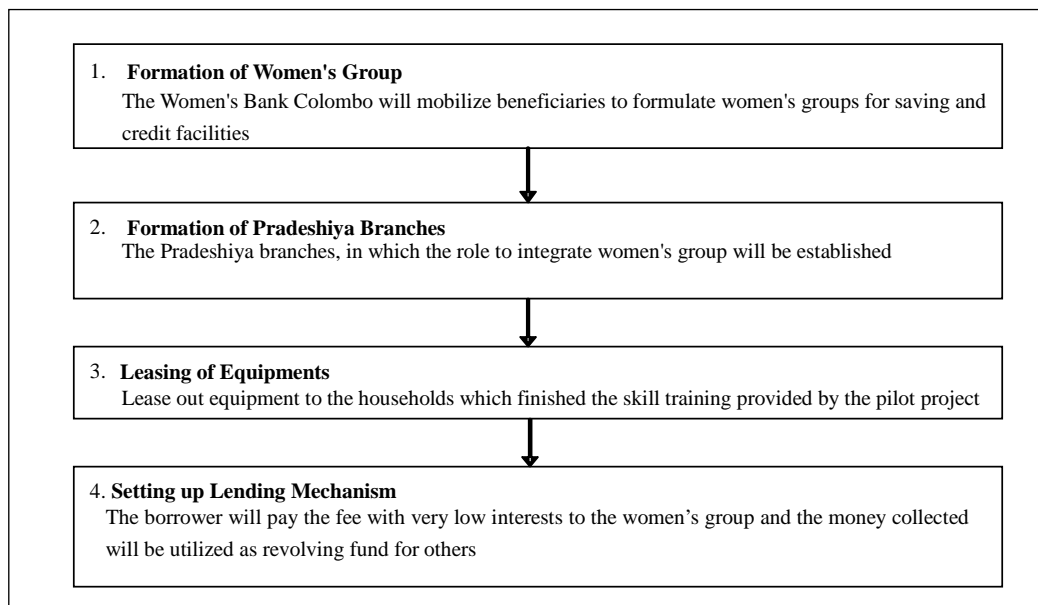 1. Formation of Women's Group
The Women's Bank Colombo will mobilize beneficiaries to formulate women's groups for saving and
credit facilities
2. Formation of Pradeshiya Branches
The Pradeshiya branches, in which the role to integrate women's group will be established
3. Leasing of Equipments
Lease out equipment to the households which finished the skill training provided by the pilot project
4. Setting up Lending Mechanism
The borrower will pay the fee with very low interests to the women’s group and the money collected
will be utilized as revolving fund for others